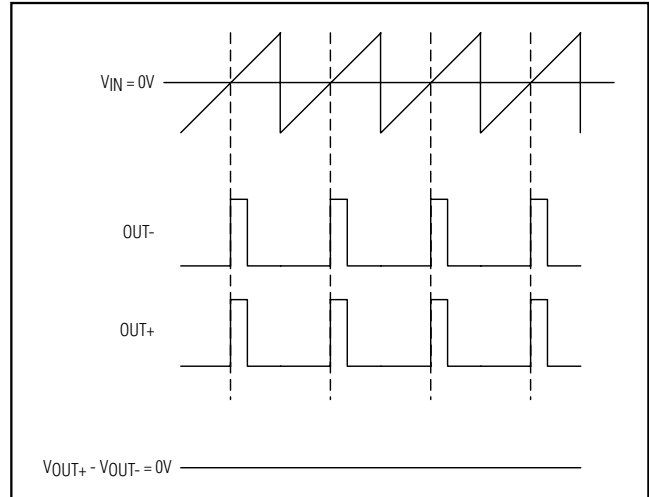 VIN = 0V
OUT-
OUT+
VOUT+ - VOUT- = 0V